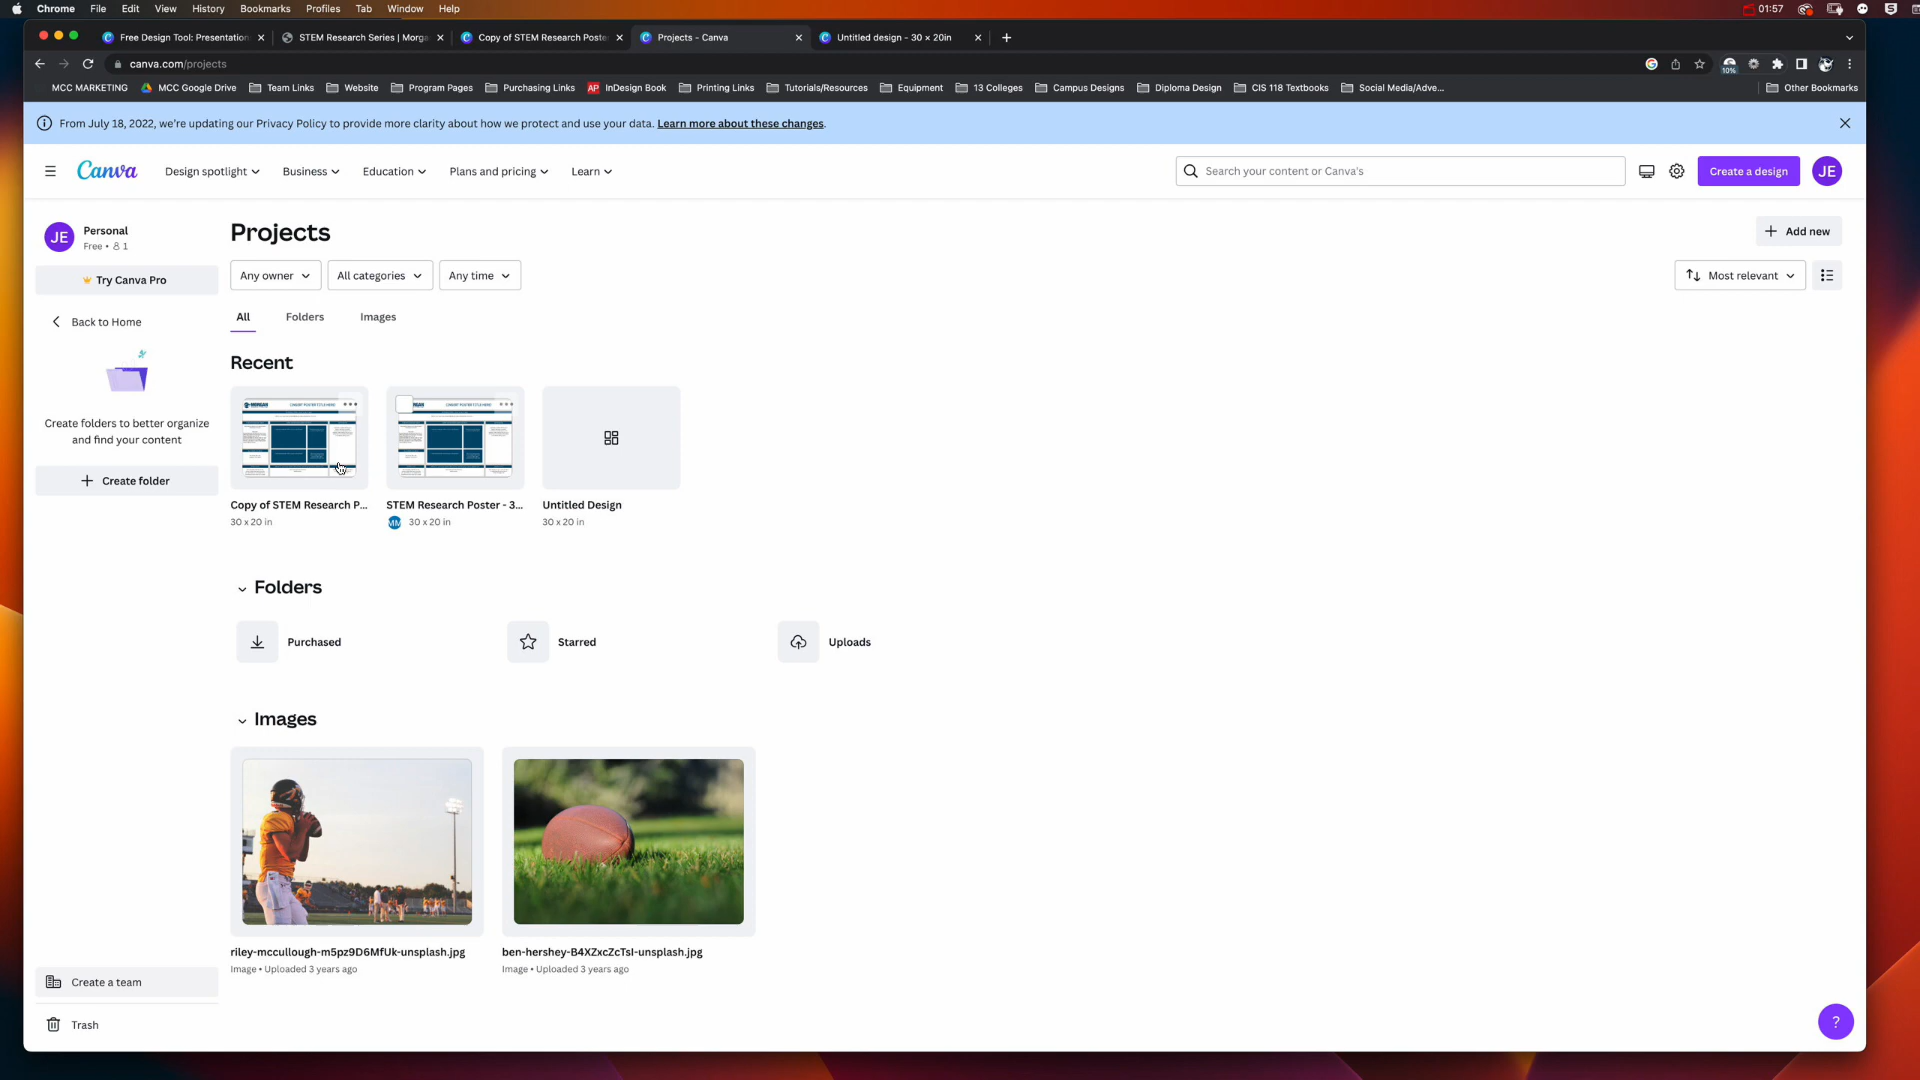 Chrome File Edit View History Bookmarks Profiles Tab Window Help 01:57
Free Design Tool: Presentation STEM Research Series | Morga Copy of STEM Research Poste Projects - Canva Untitled design - 30 × 20in
canva.com/projects
10%
MCC MARKETING MCC Google Drive Team Links Website Program Pages Purchasing Links AP InDesign Book Printing Links Tutorials/Resources Equipment 13 Colleges Campus Designs Diploma Design CIS 118 Textbooks Social Media/Adve... Other Bookmarks
From July 18, 2022, we're updating our Privacy Policy to provide more clarity about how we protect and use your data. Learn more about these changes.
Canva Design spotlight Business Education Plans and pricing Learn Search your content or Canva's Create a design JE
JE Personal
Free • 1
Try Canva Pro
Back to Home
Create folders to better organize
and find your content
Create folder
Create a team
Trash
Projects
Add new
Any owner All categories Any time Most relevant
All Folders Images
Recent
MORGAN
Copy of STEM Research P... STEM Research Poster - 3... Untitled Design
30 x 20 in MM 30 x 20 in 30 x 20 in
Folders
Purchased Starred Uploads
Images
riley-mccullough-m5pz9D6MfUk-unsplash.jpg ben-hershey-B4XZxcZcTsI-unsplash.jpg
Image • Uploaded 3 years ago Image • Uploaded 3 years ago
?